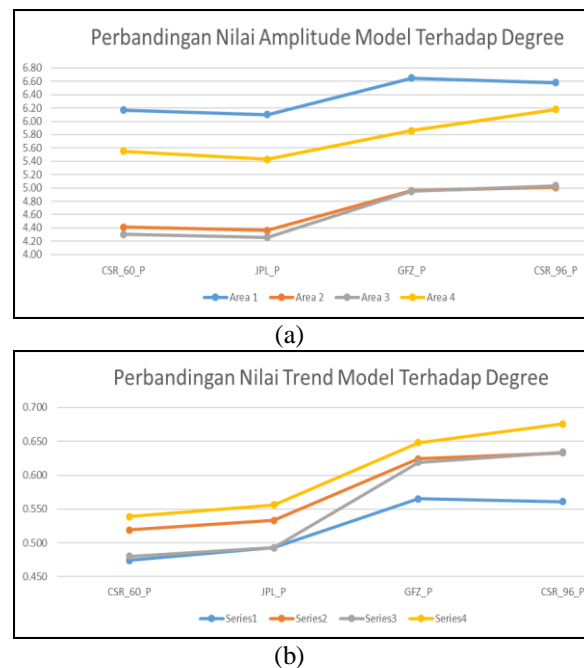 Perbandingan Nilai Amplitude Model Terhadap Degree
6.80
6.60
6.40
6.20
6.00
5.80
5.60
5.40
5.20
5.00
4.80
4.60
4.40
4.20
4.00
CSR_60_P JPL_P GFZ_P CSR_96_P
Area 1 Area 2 Area 3 Area 4
(a)
Perbandingan Nilai Trend Model Terhadap Degree
0.700
0.650
0.600
0.550
0.500
0.450
CSR_60_P JPL_P GFZ_P CSR_96_P
Series1 Series2 Series3 Series4
(b)